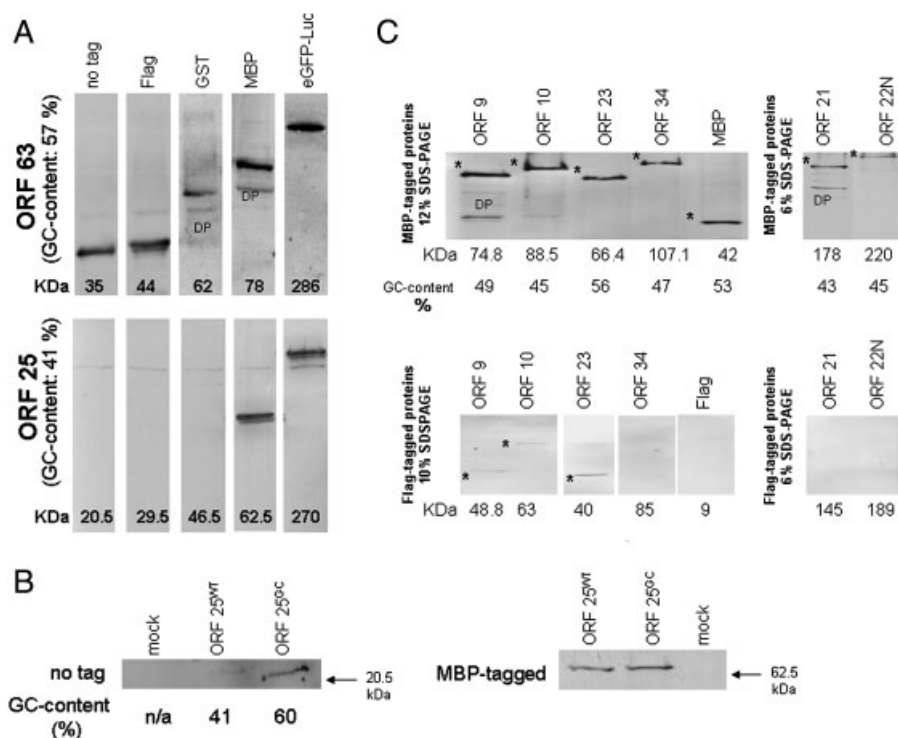 A
no tag
Flag
GST
MBP
eGFP-Luc
ORF 63
(GC-content: 57 %)
DP
DP
KDa 35 44 62 78 286
ORF 25
(GC-content: 41 %)
KDa 20.5 29.5 46.5 62.5 270
B
mock
ORF 25WT
ORF 25GC
no tag
20.5
kDa
GC-content
(%)
n/a 41 60
ORF 25WT
ORF 25GC
mock
MBP-tagged
62.5
kDa
C
MBP-tagged proteins
12% SDS-PAGE
ORF 9
ORF 10
ORF 23
ORF 34
MBP
* * * * *
DP
KDa 74.8 88.5 66.4 107.1 42
GC-content
%
49 45 56 47 53
MBP-tagged proteins
6% SDS-PAGE
ORF 21
ORF 22N
* *
DP
178 220
43 45
Flag-tagged proteins
10% SDSPAGE
ORF 9
ORF 10
ORF 23
ORF 34
Flag
* * *
KDa 48.8 63 40 85 9
Flag-tagged proteins
6% SDS-PAGE
ORF 21
ORF 22N
145 189